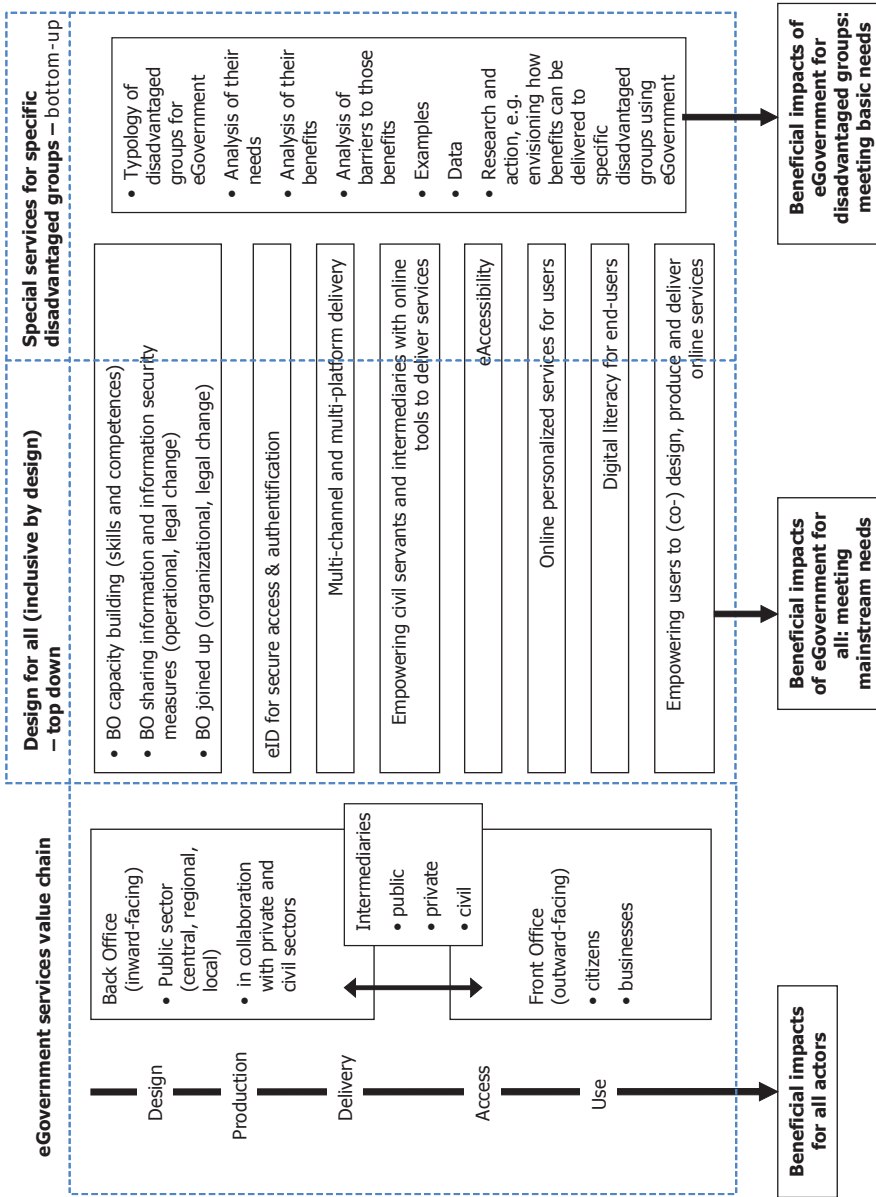 eGovernment services value chain
Design
Production
Delivery
Access
Use
Back Office
(inward-facing)
• Public sector
(central, regional,
local)
• in collaboration
with private and
civil sectors
Intermediaries
• public
• private
• civil
Front Office
(outward-facing)
• citizens
• businesses
Beneficial impacts
for all actors
Design for all (inclusive by design)
– top down
• BO capacity building (skills and competences)
• BO sharing information and information security
measures (operational, legal change)
• BO joined up (organizational, legal change)
eID for secure access & authentification
Multi-channel and multi-platform delivery
Empowering civil servants and intermediaries with online
tools to deliver services
eAccessibility
Online personalized services for users
Digital literacy for end-users
Empowering users to (co-) design, produce and deliver
online services
Beneficial impacts
of eGovernment for
all: meeting
mainstream needs
Special services for specific
disadvantaged groups – bottom-up
• Typology of
disadvantaged
groups for
eGovernment
• Analysis of their
needs
• Analysis of their
benefits
• Analysis of
barriers to those
benefits
• Examples
• Data
• Research and
action, e.g.
envisioning how
benefits can be
delivered to
specific
disadvantaged
groups using
eGovernment
Beneficial impacts of
eGovernment for
disadvantaged groups:
meeting basic needs